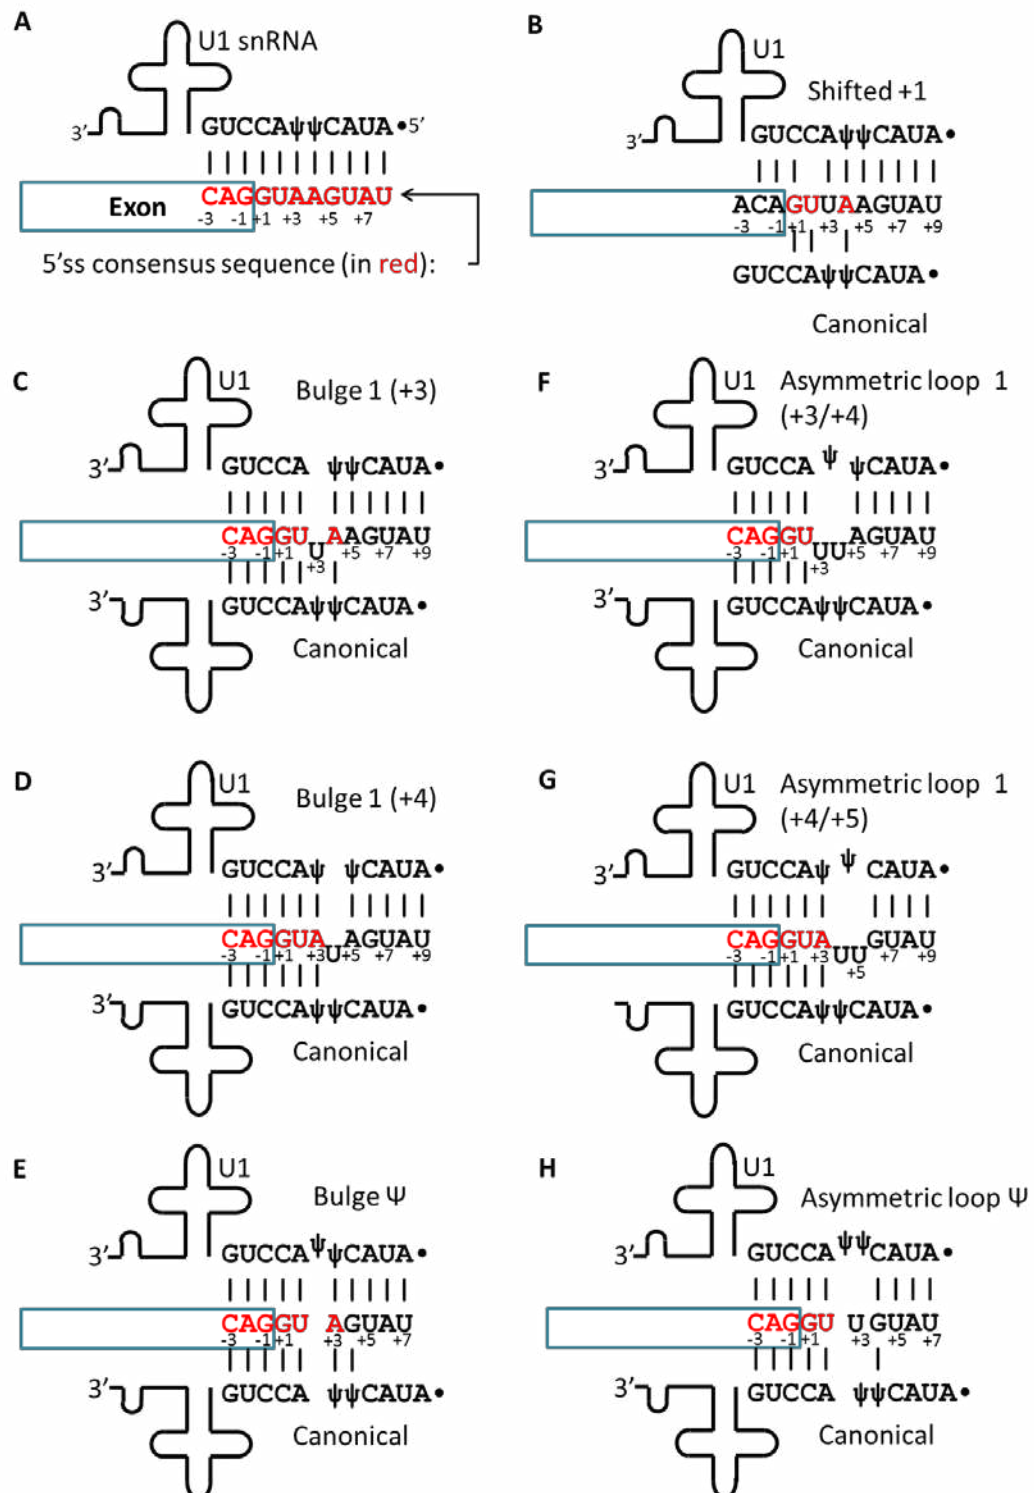 A
U1 snRNA
3′
GUCCAψψCAUA•5′
Exon
CAGGUAAGUAU
-3 -1 +1 +3 +5 +7
5′ss consensus sequence (in red):
B
U1
Shifted +1
3′
GUCCAψψCAUA•
ACAGUUAAGUAU
-3 -1 +1 +3 +5 +7 +9
GUCCAψψCAUA•
Canonical
C
U1
Bulge 1 (+3)
3′
GUCCA ψψCAUA•
CAGGU U AAGUAU
-3 -1 +1 +3 +5 +7 +9
3′
GUCCAψψCAUA•
Canonical
F
U1
Asymmetric loop 1
(+3/+4)
3′
GUCCA ψ ψCAUA•
CAGGU UU AGUAU
-3 -1 +1 +3 +5 +7 +9
3′
GUCCAψψCAUA•
Canonical
D
U1
Bulge 1 (+4)
3′
GUCCAψ ψCAUA•
CAGGUA U AGUAU
-3 -1 +1 +3 +5 +7 +9
3′
GUCCAψψCAUA•
Canonical
G
U1
Asymmetric loop 1
(+4/+5)
3′
GUCCAψ ψ CAUA•
CAGGUA UU GUAU
-3 -1 +1 +3 +5 +7 +9
GUCCAψψCAUA•
Canonical
E
U1
Bulge Ψ
3′
GUCCA ψ ψCAUA•
CAGGU AGUAU
-3 -1 +1 +3 +5 +7
3′
GUCCA ψψCAUA•
Canonical
H
U1
Asymmetric loop Ψ
3′
GUCCA ψψ CAUA•
CAGGU UGUAU
-3 -1 +1 +3 +5 +7
3′
GUCCA ψψCAUA•
Canonical